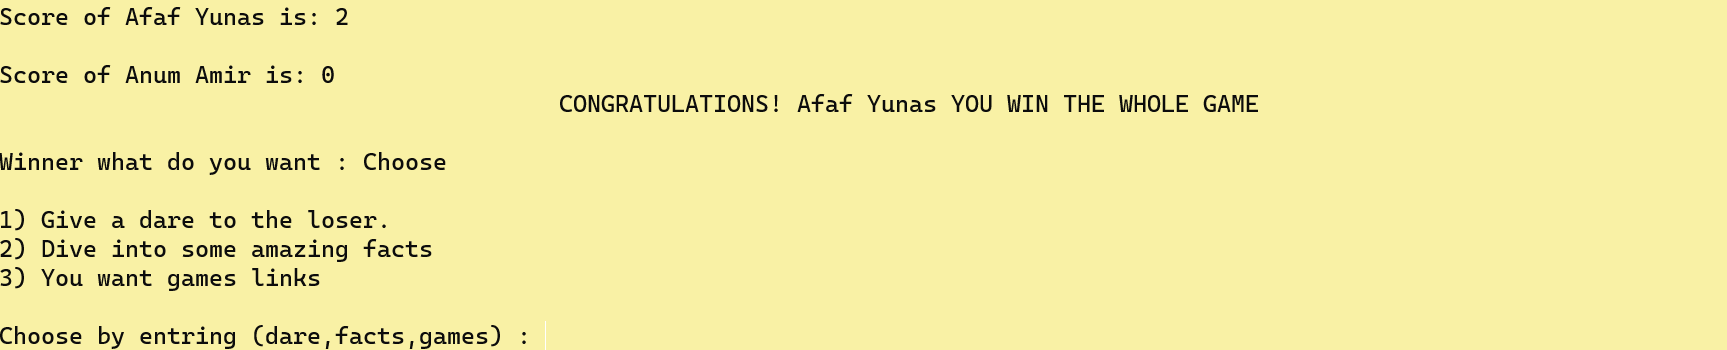 Score of Afaf Yunas is: 2
Score of Anum Amir is: 0
CONGRATULATIONS! Afaf Yunas YOU WIN THE WHOLE GAME
Winner what do you want : Choose
1) Give a dare to the loser.
2) Dive into some amazing facts
3) You want games links
Choose by entring (dare,facts,games) :